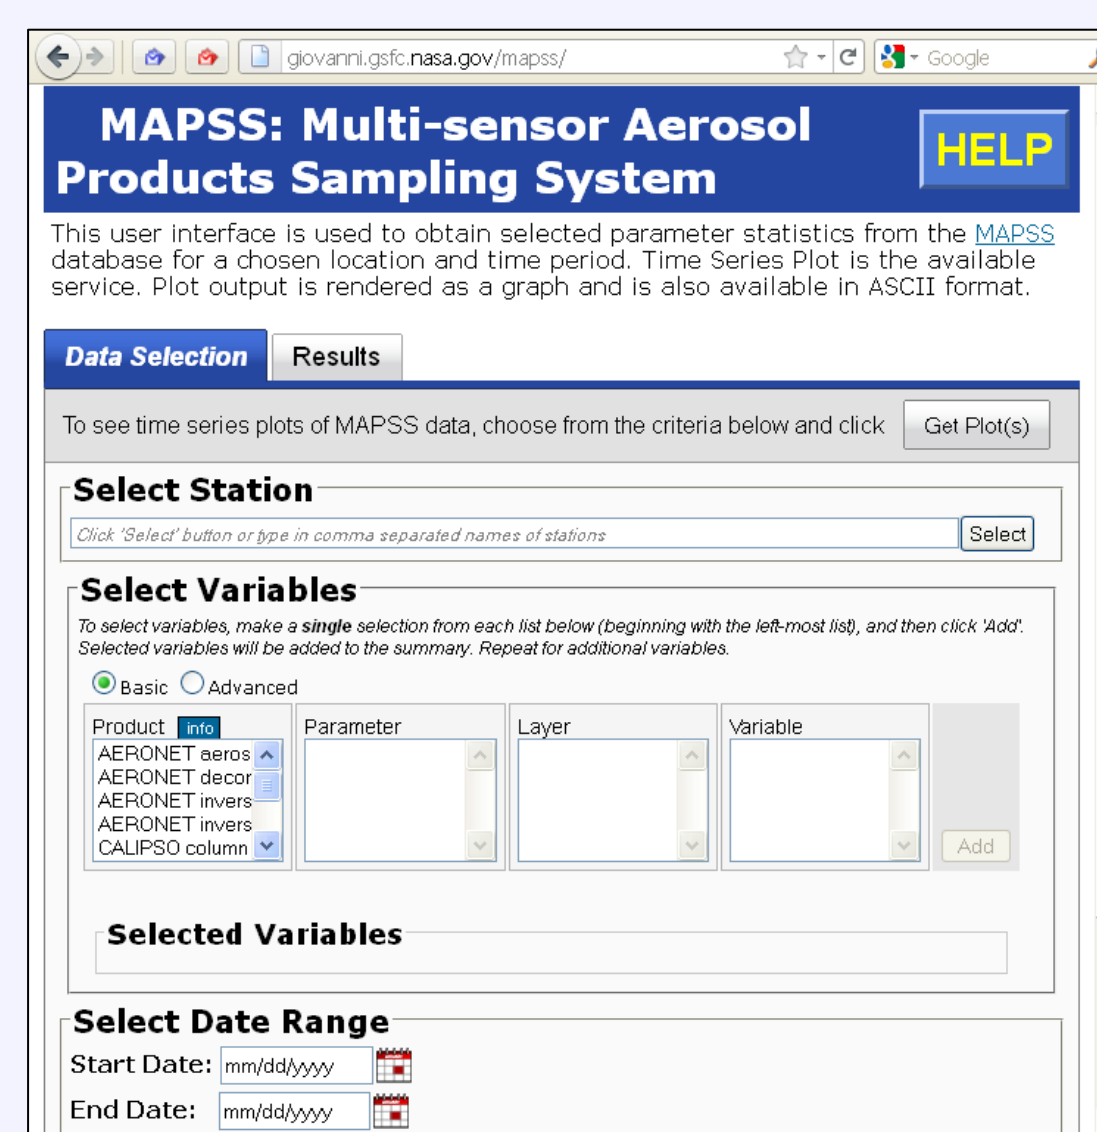 giovanni.gsfc.nasa.gov/mapss/
Google
MAPSS: Multi-sensor Aerosol
Products Sampling System
HELP
This user interface is used to obtain selected parameter statistics from the MAPSS
database for a chosen location and time period. Time Series Plot is the available
service. Plot output is rendered as a graph and is also available in ASCII format.
Data Selection
Results
To see time series plots of MAPSS data, choose from the criteria below and click
Get Plot(s)
Select Station
Click 'Select' button or type in comma separated names of stations
Select
Select Variables
To select variables, make a single selection from each list below (beginning with the left-most list), and then click 'Add'.
Selected variables will be added to the summary. Repeat for additional variables.
Basic
Advanced
Product info
AERONET aeros
AERONET decor
AERONET invers
AERONET invers
CALIPSO column
Parameter
Layer
Variable
Add
Selected Variables
Select Date Range
Start Date: mm/dd/yyyy
End Date: mm/dd/yyyy